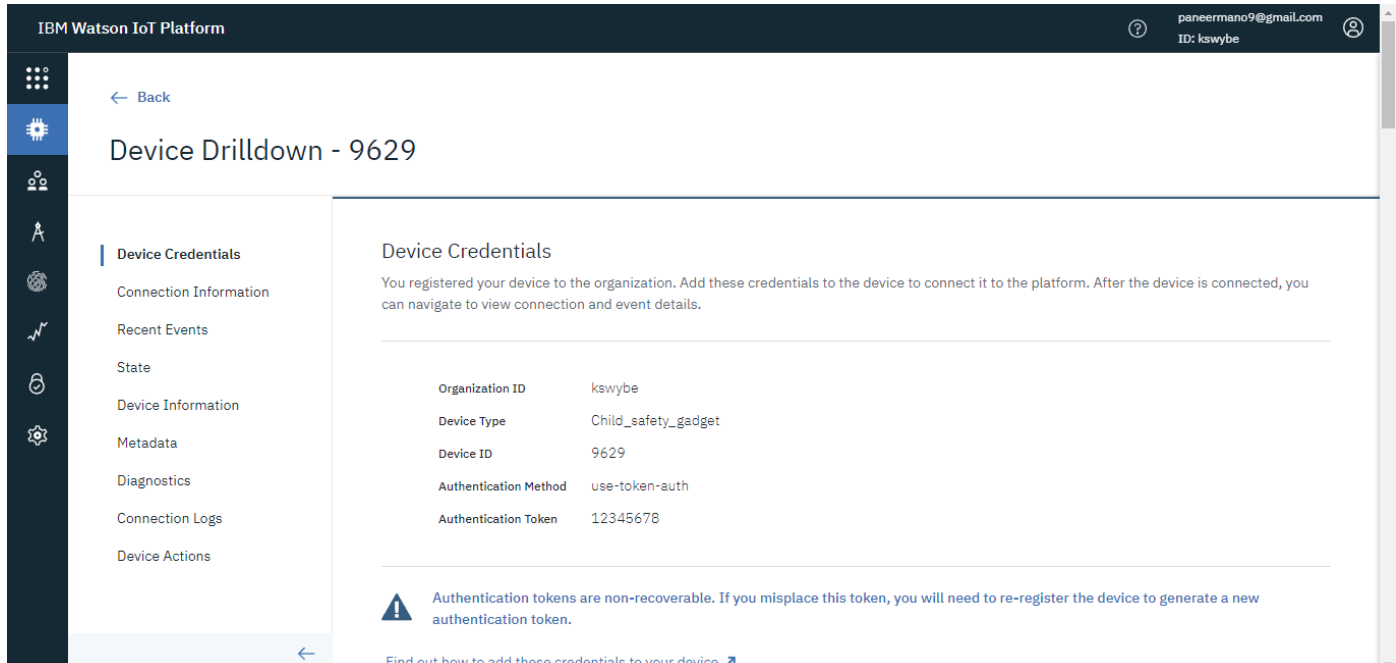 IBM Watson IoT Platform
paneermano9@gmail.com
ID: kswybe
← Back
Device Drilldown - 9629
Device Credentials
Connection Information
Recent Events
State
Device Information
Metadata
Diagnostics
Connection Logs
Device Actions
Device Credentials
You registered your device to the organization. Add these credentials to the device to connect it to the platform. After the device is connected, you
can navigate to view connection and event details.
Organization ID kswybe
Device Type Child_safety_gadget
Device ID 9629
Authentication Method use-token-auth
Authentication Token 12345678
Authentication tokens are non-recoverable. If you misplace this token, you will need to re-register the device to generate a new
authentication token.
Find out how to add these credentials to your device